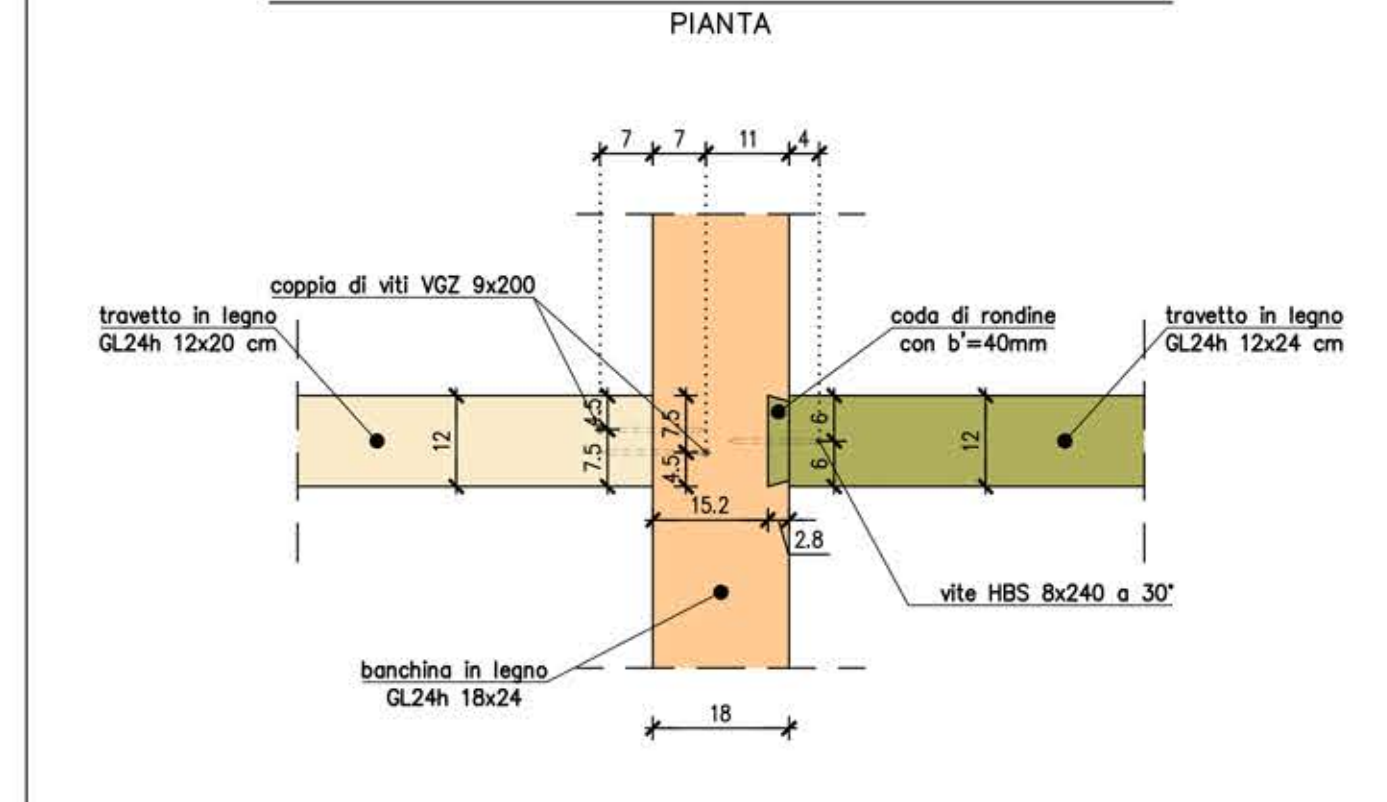 PIANTA
7 7 11 4
coppia di viti VGZ 9x200
travetto in legno
GL24h 12x20 cm
coda di rondine
con b'=40mm
travetto in legno
GL24h 12x24 cm
12
4.5
7.5
7.5
4.5
6
6
12
15.2
2.8
vite HBS 8x240 a 30°
banchina in legno
GL24h 18x24
18